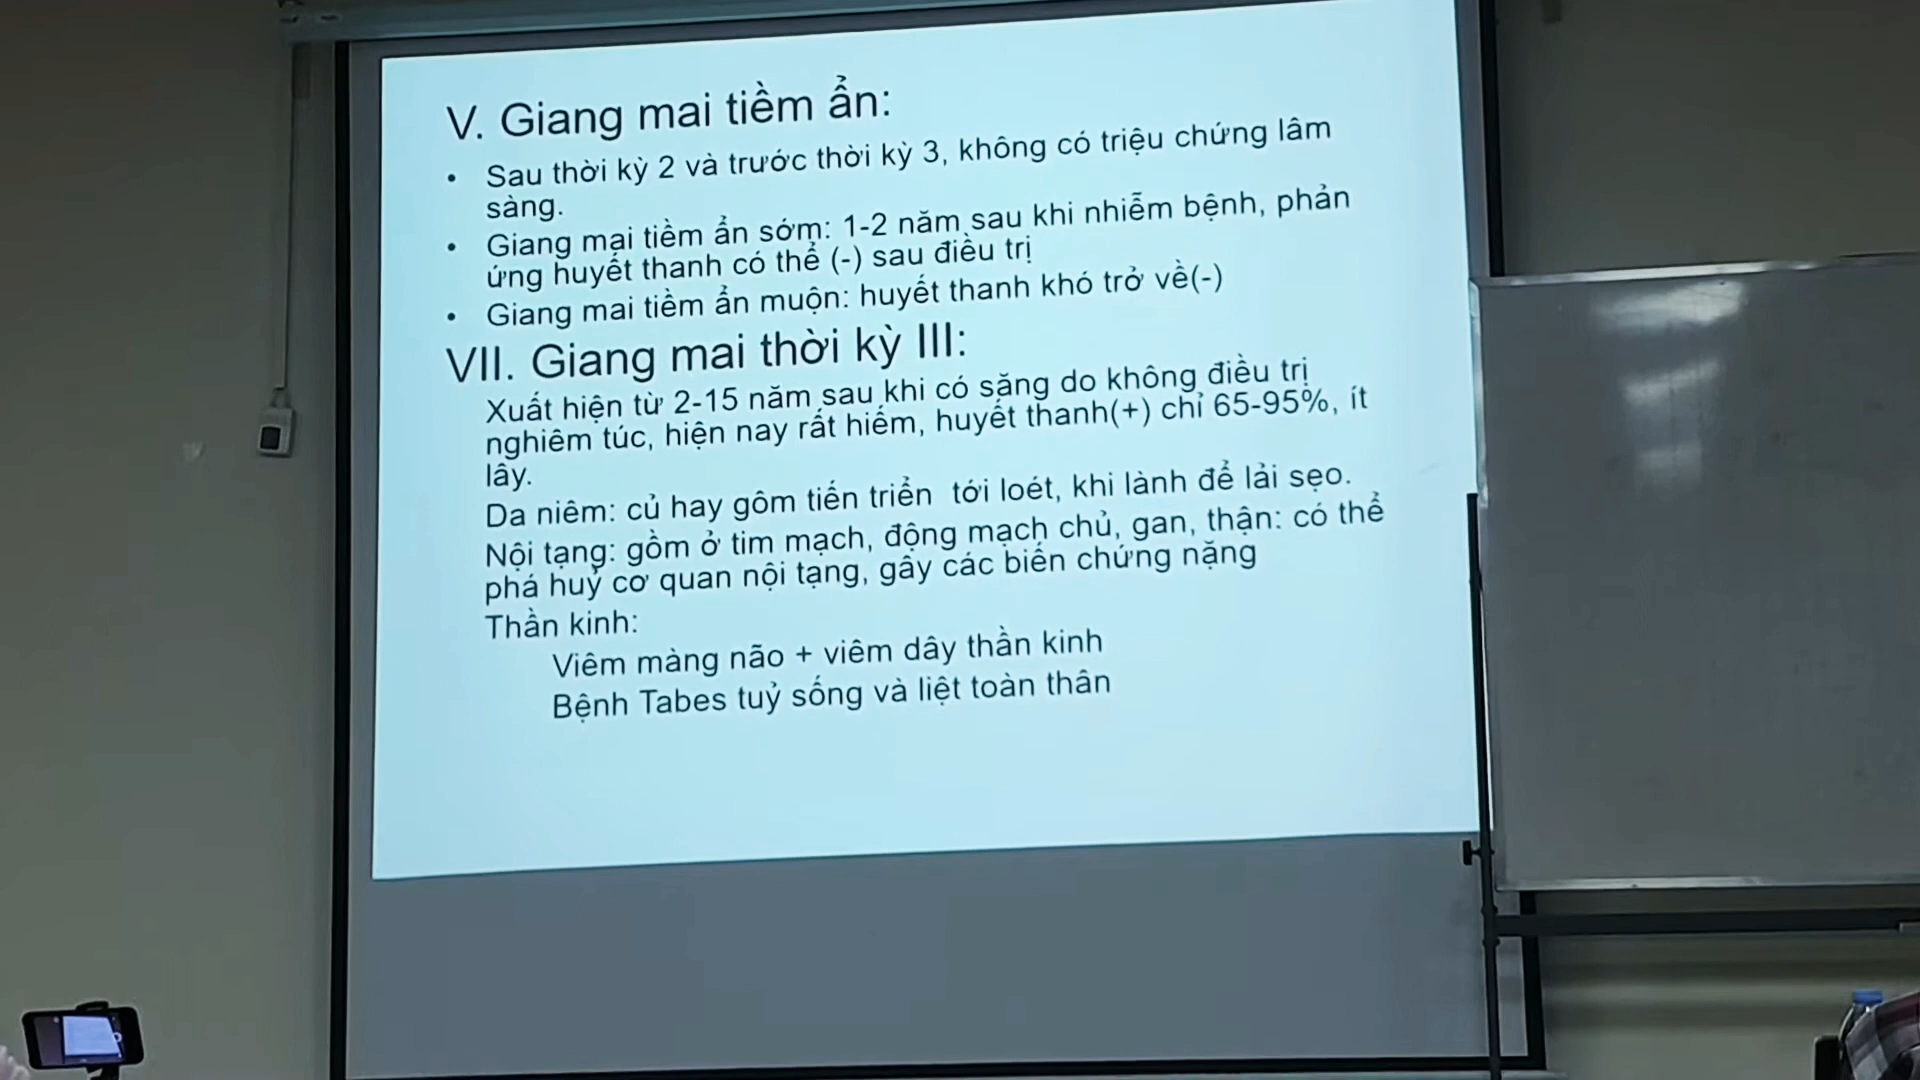 V. Giang mai tiềm ẩn:
• Sau thời kỳ 2 và trước thời kỳ 3, không có triệu chứng lâm
sàng.
• Giang mại tiềm ẩn sớm: 1-2 năm sau khi nhiễm bệnh, phản
ứng huyết thanh có thể (-) sau điều trị
• Giang mai tiềm ẩn muộn: huyết thanh khó trở về(-)
VII. Giang mai thời kỳ III:
Xuất hiện từ 2-15 năm sau khi có săng do không điều trị
nghiêm túc, hiện nay rất hiếm, huyết thanh(+) chỉ 65-95%, ít
lây.
Da niêm: củ hay gôm tiến triển tới loét, khi lành để lải sẹo.
Nội tạng: gồm ở tim mạch, động mạch chủ, gan, thận: có thể
phá huỷ cơ quan nội tạng, gây các biến chứng nặng
Thần kinh:
Viêm màng não + viêm dây thần kinh
Bệnh Tabes tuỷ sống và liệt toàn thân